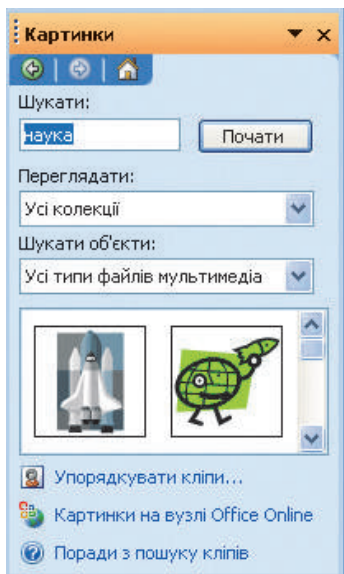 Картинки
Шукати:
наука
Почати
Переглядати:
Усі колекції
Шукати об'єкти:
Усі типи файлів мультимедіа
Упорядкувати кліпи...
Картинки на вузлі Office Online
Поради з пошуку кліпів